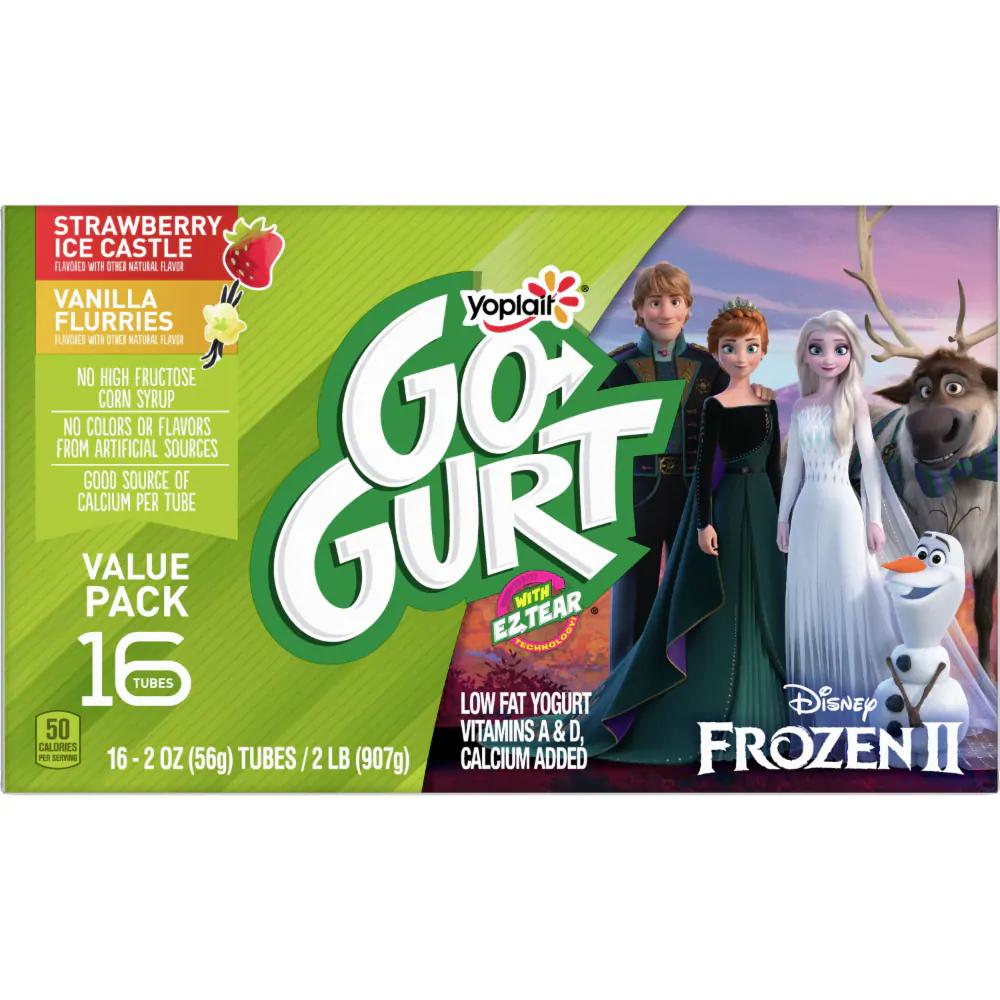 STRAWBERRY
ICE CASTLE
FLAVORED WITH OTHER NATURAL FLAVOR
VANILLA
FLURRIES
FLAVORED WITH OTHER NATURAL FLAVOR
NO HIGH FRUCTOSE
CORN SYRUP
NO COLORS OR FLAVORS
FROM ARTIFICIAL SOURCES
GOOD SOURCE OF
CALCIUM PER TUBE
VALUE
PACK
16
TUBES
50
CALORIES
PER SERVING
16 - 2 OZ (56g) TUBES / 2 LB (907g)
Yoplait®
GO
GURT
WITH
EZ TEAR ®
TECHNOLOGY!
LOW FAT YOGURT
VITAMINS A & D,
CALCIUM ADDED
DISNEY
FROZEN II